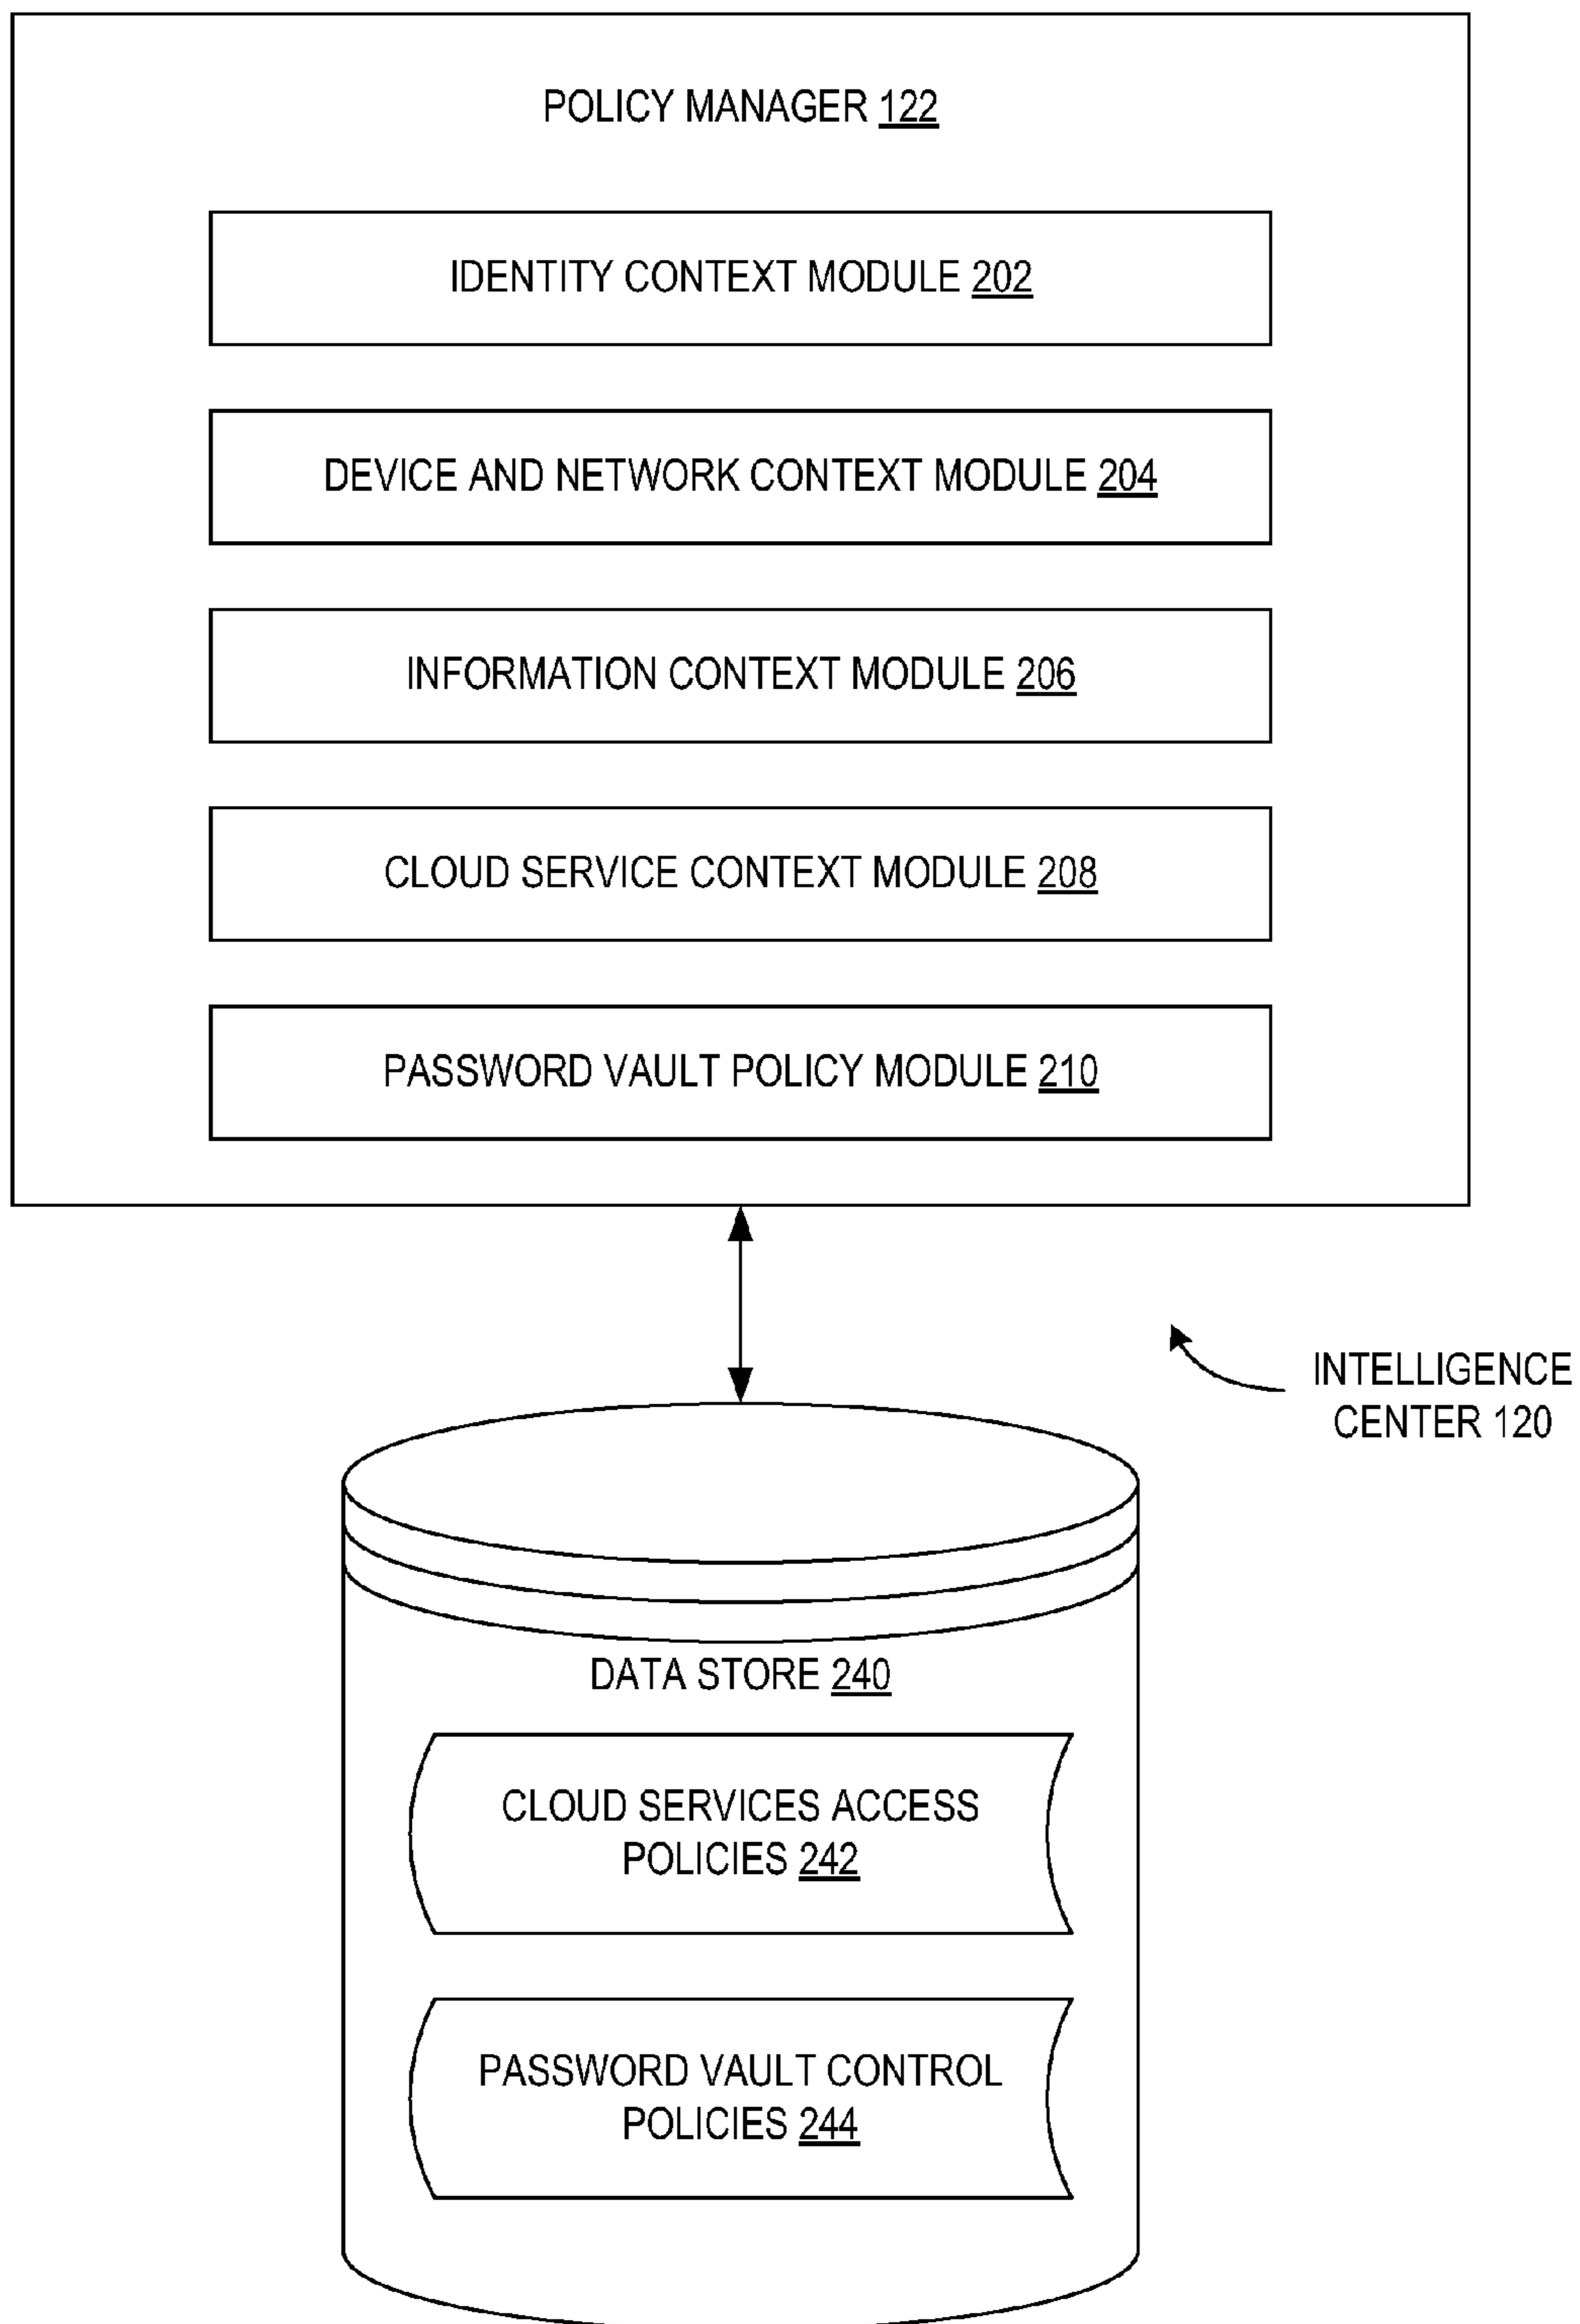 POLICY MANAGER 122
IDENTITY CONTEXT MODULE 202
DEVICE AND NETWORK CONTEXT MODULE 204
INFORMATION CONTEXT MODULE 206
CLOUD SERVICE CONTEXT MODULE 208
PASSWORD VAULT POLICY MODULE 210
INTELLIGENCE
CENTER 120
DATA STORE 240
CLOUD SERVICES ACCESS
POLICIES 242
PASSWORD VAULT CONTROL
POLICIES 244